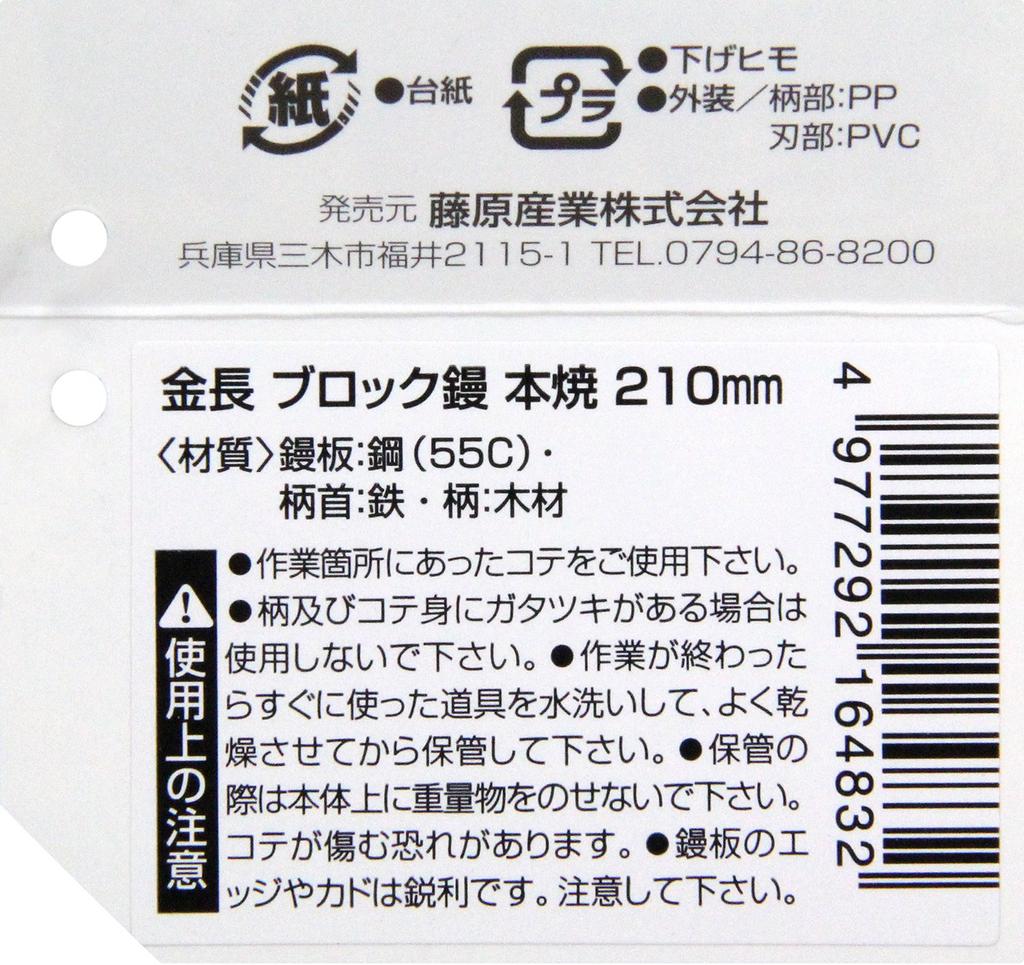 紙 ●台紙
プラ ●下げヒモ
●外装／柄部:PP
刃部:PVC
発売元 藤原産業株式会社
兵庫県三木市福井2115-1 TEL.0794-86-8200
金長 ブロック鏝 本焼 210mm
〈材質〉鏝板:鋼(55C)・
柄首:鉄・柄:木材
使用上の注意
●作業箇所にあったコテをご使用下さい。
●柄及びコテ身にガタツキがある場合は
使用しないで下さい。●作業が終わった
らすぐに使った道具を水洗いして、よく乾
燥させてから保管して下さい。●保管の
際は本体上に重量物をのせないで下さい。
コテが傷む恐れがあります。●鏝板のエ
ッジやカドは鋭利です。注意して下さい。
4 977292 164832